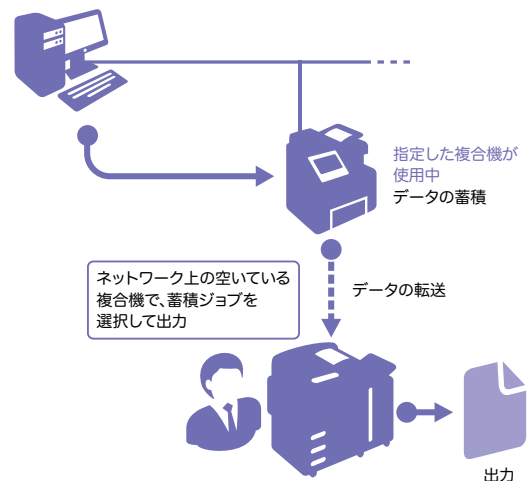 指定した複合機が
使用中
データの蓄積
ネットワーク上の空いている
複合機で、蓄積ジョブを
選択して出力
データの転送
出力